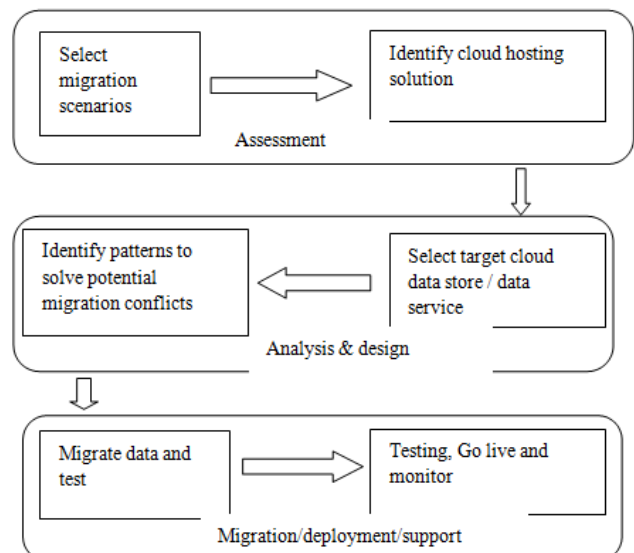 Select
migration
scenarios
Identify cloud hosting
solution
Assessment
Identify patterns to
solve potential
migration conflicts
Select target cloud
data store / data
service
Analysis & design
Migrate data and
test
Testing, Go live and
monitor
Migration/deployment/support